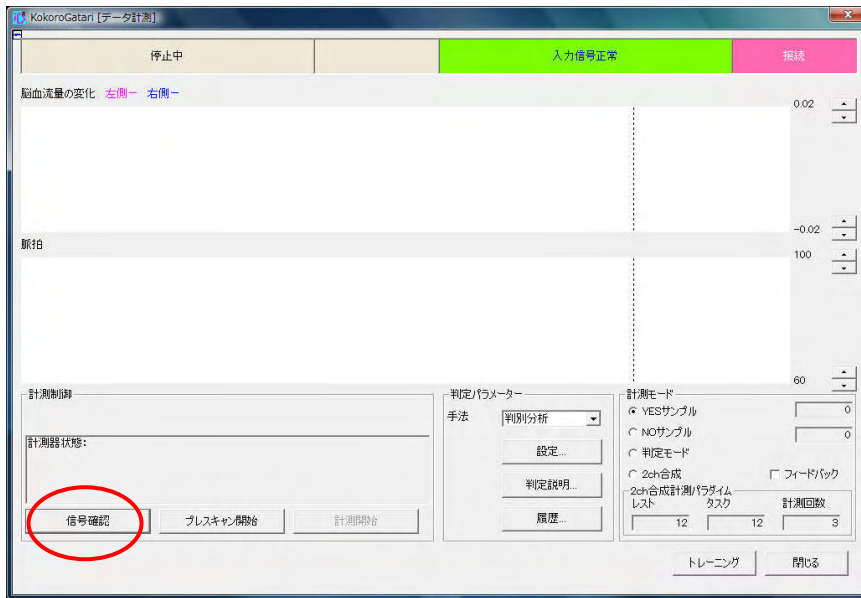 KokoroGatari [データ計測]
停止中 入力信号正常 接続
脳血流量の変化 左側ー 右側ー
0.02
-0.02
脈拍
100
60
計測制御
計測器状態:
信号確認 プレスキャン開始 計測開始
判定パラメーター
手法 判別分析
設定...
判定説明...
履歴...
計測モード
YESサンプル 0
NOサンプル 0
判定モード
2ch合成 フィードバック
2ch合成計測パラダイム
レスト タスク 計測回数
12 12 3
トレーニング 閉じる